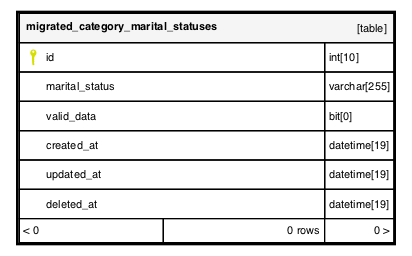 migrated_category_marital_statuses [table]
id int[10]
marital_status varchar[255]
valid_data bit[0]
created_at datetime[19]
updated_at datetime[19]
deleted_at datetime[19]
< 0 0 rows 0 >